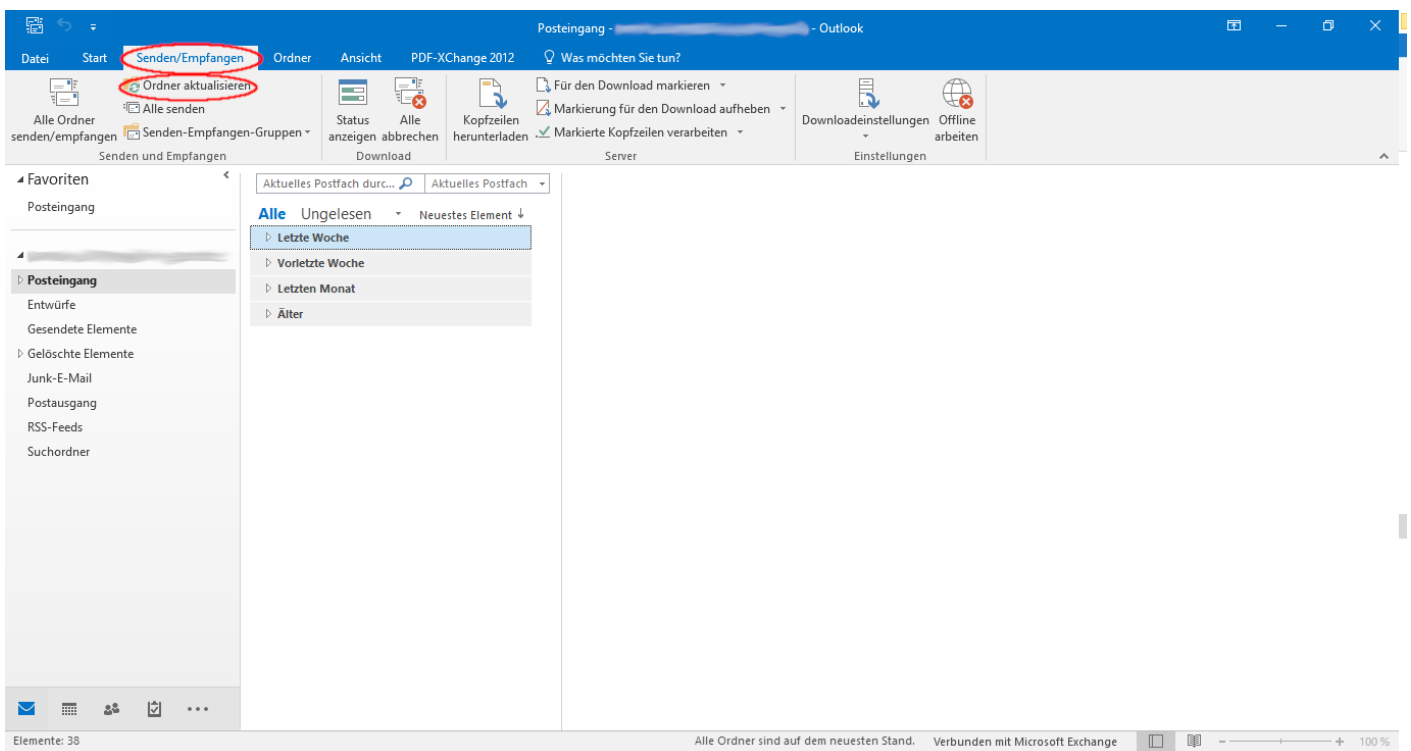 Posteingang - - Outlook
Datei Start Senden/Empfangen Ordner Ansicht PDF-XChange 2012 Was möchten Sie tun?
Alle Ordner senden/empfangen
Ordner aktualisieren
Alle senden
Senden-Empfangen-Gruppen
Senden und Empfangen
Status anzeigen
Alle abbrechen
Download
Kopfzeilen herunterladen
Für den Download markieren
Markierung für den Download aufheben
Markierte Kopfzeilen verarbeiten
Server
Downloadeinstellungen
Offline arbeiten
Einstellungen
Favoriten
Posteingang
Posteingang
Entwürfe
Gesendete Elemente
Gelöschte Elemente
Junk-E-Mail
Postausgang
RSS-Feeds
Suchordner
Aktuelles Postfach durc... Aktuelles Postfach
Alle Ungelesen Neuestes Element ↓
Letzte Woche
Vorletzte Woche
Letzten Monat
Älter
Elemente: 38 Alle Ordner sind auf dem neuesten Stand. Verbunden mit Microsoft Exchange - + 100 %